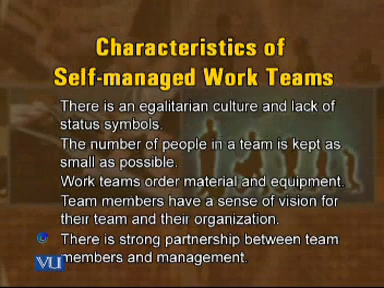 Characteristics of
Self-managed Work Teams
There is an egalitarian culture and lack of
status symbols.
The number of people in a team is kept as
small as possible.
Work teams order material and equipment.
Team members have a sense of vision for
their team and their organization.
There is strong partnership between team
members and management.
VU